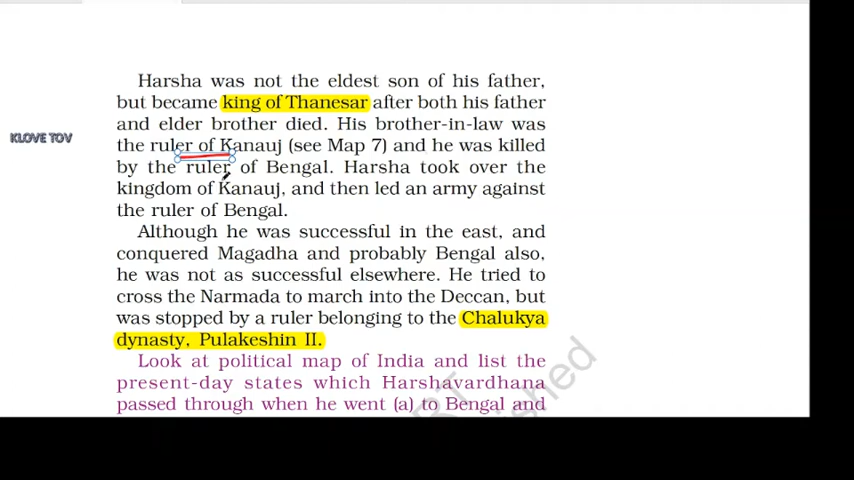 Harsha was not the eldest son of his father,
but became king of Thanesar after both his father
and elder brother died. His brother-in-law was
KLOVE TOV
the ruler of Kanauj (see Map 7) and he was killed
by the ruler of Bengal. Harsha took over the
kingdom of Kanauj, and then led an army against
the ruler of Bengal.
Although he was successful in the east, and
conquered Magadha and probably Bengal also,
he was not as successful elsewhere. He tried to
cross the Narmada to march into the Deccan, but
was stopped by a ruler belonging to the Chalukya
dynasty, Pulakeshin II.
Look at political map of India and list the
present-day states which Harshavardhana
passed through when he went (a) to Bengal and